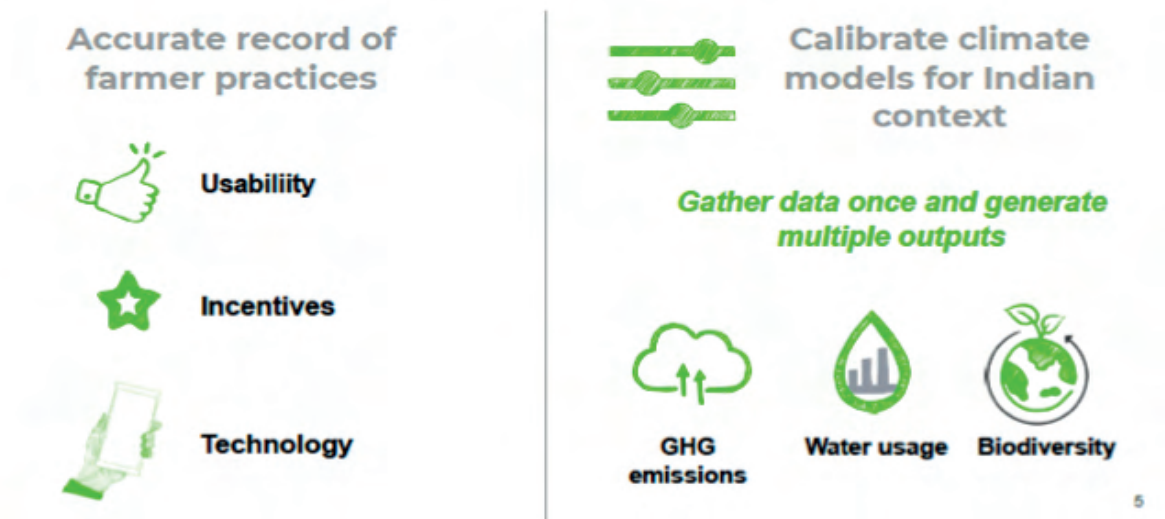 Accurate record of
farmer practices
Usabiliity
Incentives
Technology
Calibrate climate
models for Indian
context
Gather data once and generate
multiple outputs
GHG
emissions
Water usage
Biodiversity
5